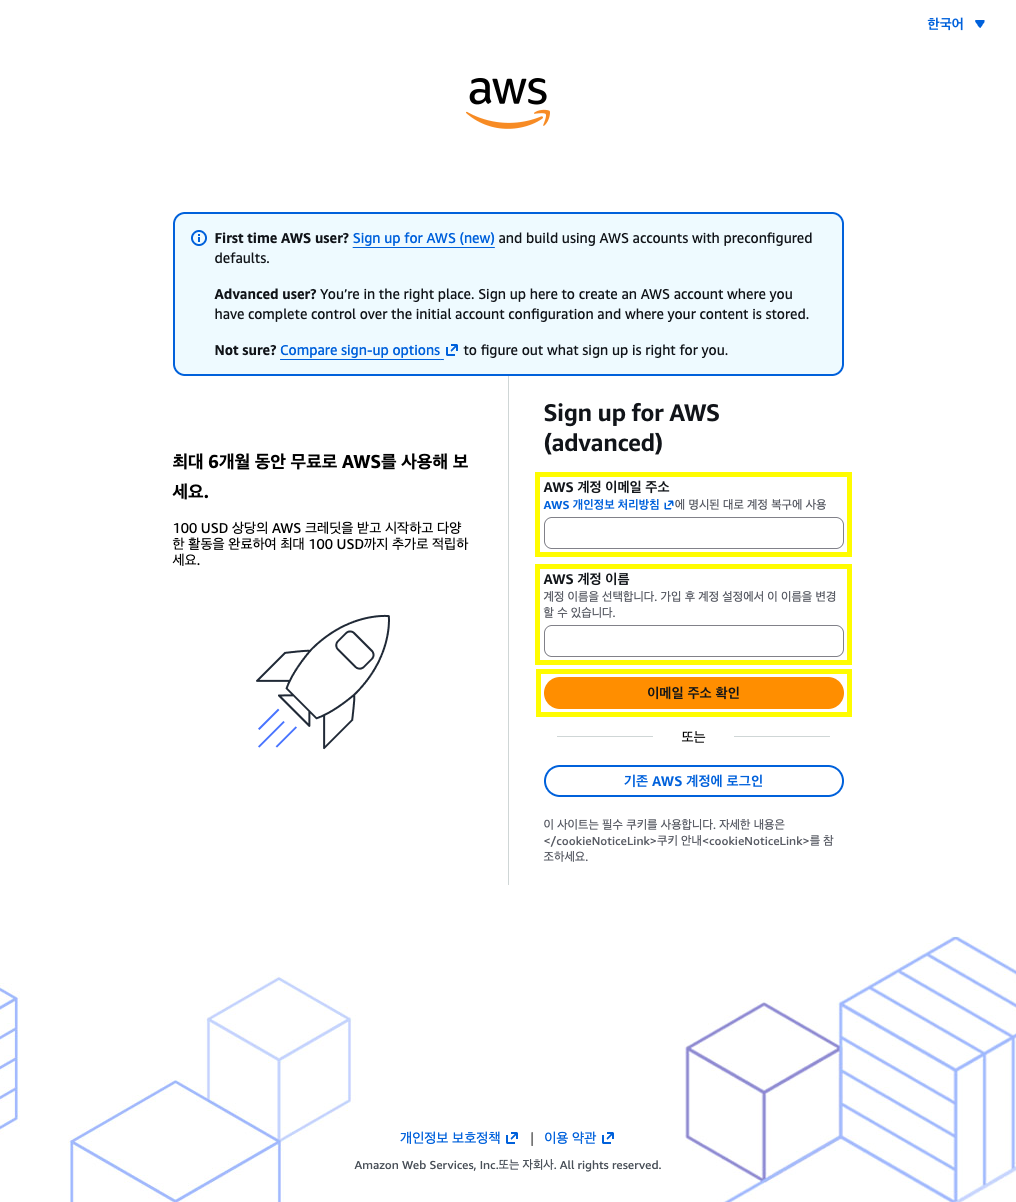 한국어
aws
First time AWS user? Sign up for AWS (new) and build using AWS accounts with preconfigured
defaults.
Advanced user? You’re in the right place. Sign up here to create an AWS account where you
have complete control over the initial account configuration and where your content is stored.
Not sure? Compare sign-up options to figure out what sign up is right for you.
최대 6개월 동안 무료로 AWS를 사용해 보
세요.
100 USD 상당의 AWS 크레딧을 받고 시작하고 다양
한 활동을 완료하여 최대 100 USD까지 추가로 적립하
세요.
Sign up for AWS
(advanced)
AWS 계정 이메일 주소
AWS 개인정보 처리방침 에 명시된 대로 계정 복구에 사용
AWS 계정 이름
계정 이름을 선택합니다. 가입 후 계정 설정에서 이 이름을 변경
할 수 있습니다.
이메일 주소 확인
또는
기존 AWS 계정에 로그인
이 사이트는 필수 쿠키를 사용합니다. 자세한 내용은
</cookieNoticeLink>쿠키 안내<cookieNoticeLink>를 참
조하세요.
개인정보 보호정책 | 이용 약관
Amazon Web Services, Inc.또는 자회사. All rights reserved.